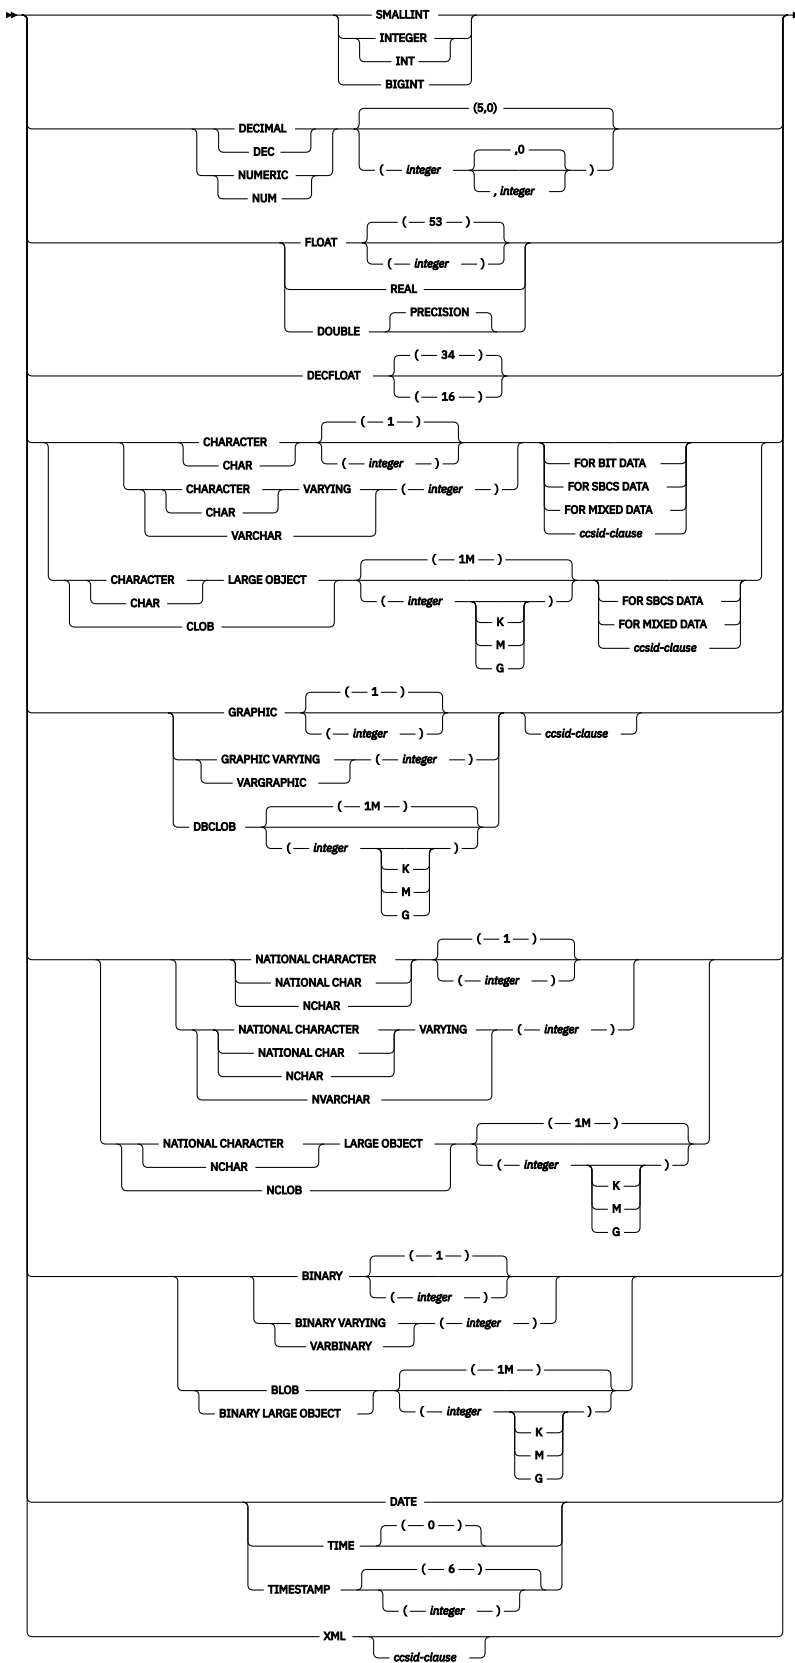 SMALLINT
INTEGER
INT
BIGINT
(5,0)
DECIMAL
DEC
,0
NUMERIC
( integer )
NUM
, integer
( 53 )
FLOAT
( integer )
REAL
PRECISION
DOUBLE
( 34 )
DECFLOAT
( 16 )
( 1 )
CHARACTER
CHAR ( integer ) FOR BIT DATA
CHARACTER VARYING ( integer ) FOR SBCS DATA
CHAR FOR MIXED DATA
VARCHAR ccsid-clause
( 1M )
CHARACTER LARGE OBJECT
CHAR ( integer ) FOR SBCS DATA
K
CLOB FOR MIXED DATA
M ccsid-clause
G
( 1 )
GRAPHIC
( integer ) ccsid-clause
GRAPHIC VARYING ( integer )
VARGRAPHIC
( 1M )
DBCLOB
( integer )
K
M
G
( 1 )
NATIONAL CHARACTER
NATIONAL CHAR ( integer )
NCHAR
NATIONAL CHARACTER VARYING ( integer )
NATIONAL CHAR
NCHAR
NVARCHAR
( 1M )
NATIONAL CHARACTER LARGE OBJECT
NCHAR ( integer )
K
NCLOB
M
G
( 1 )
BINARY
( integer )
BINARY VARYING ( integer )
VARBINARY
( 1M )
BLOB
BINARY LARGE OBJECT ( integer )
K
M
G
DATE
( 0 )
TIME
( 6 )
TIMESTAMP
( integer )
XML
ccsid-clause